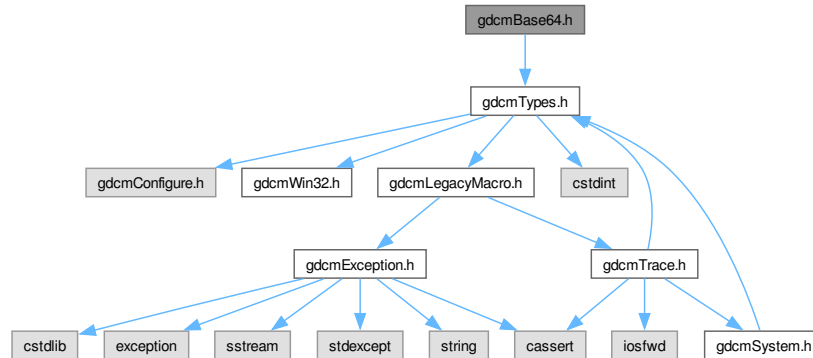 gdcmBase64.h
gdcmTypes.h
gdcmConfigure.h
gdcmWin32.h
gdcmLegacyMacro.h
cstdint
gdcmException.h
gdcmTrace.h
cstdlib
exception
sstream
stdexcept
string
cassert
iosfwd
gdcmSystem.h